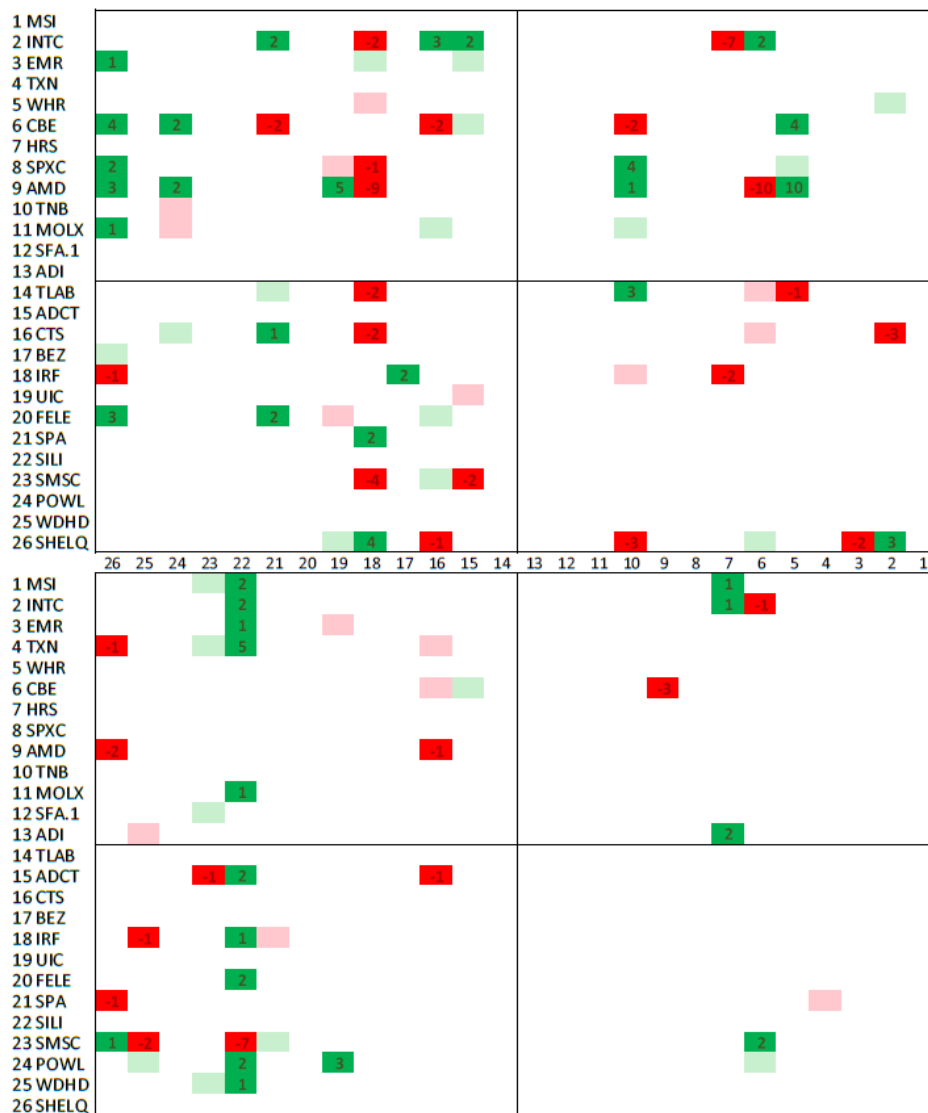 1 MSI
2 INTC 2 -2 3 2 -7 2
3 EMR 1
4 TXN
5 WHR
6 CBE 4 2 -2 -2 -2 4
7 HRS
8 SPXC 2 -1 4
9 AMD 3 2 5 -9 1 -10 10
10 TNB
11 MOLX 1
12 SFA.1
13 ADI
14 TLAB -2 3 -1
15 ADCT
16 CTS 1 -2 -3
17 BEZ
18 IRF -1 2 -2
19 UIC
20 FELE 3 2
21 SPA 2
22 SILI
23 SMSC -4 -2
24 POWL
25 WDHD
26 SHELQ 4 -1 -3 -2 3
26 25 24 23 22 21 20 19 18 17 16 15 14 13 12 11 10 9 8 7 6 5 4 3 2 1
1 MSI 2 1
2 INTC 2 1 -1
3 EMR 1
4 TXN -1 5
5 WHR
6 CBE -3
7 HRS
8 SPXC
9 AMD -2 -1
10 TNB
11 MOLX 1
12 SFA.1
13 ADI 2
14 TLAB
15 ADCT -1 2 -1
16 CTS
17 BEZ
18 IRF -1 1
19 UIC
20 FELE 2
21 SPA -1
22 SILI
23 SMSC 1 -2 -7 2
24 POWL 2 3
25 WDHD 1
26 SHELQ